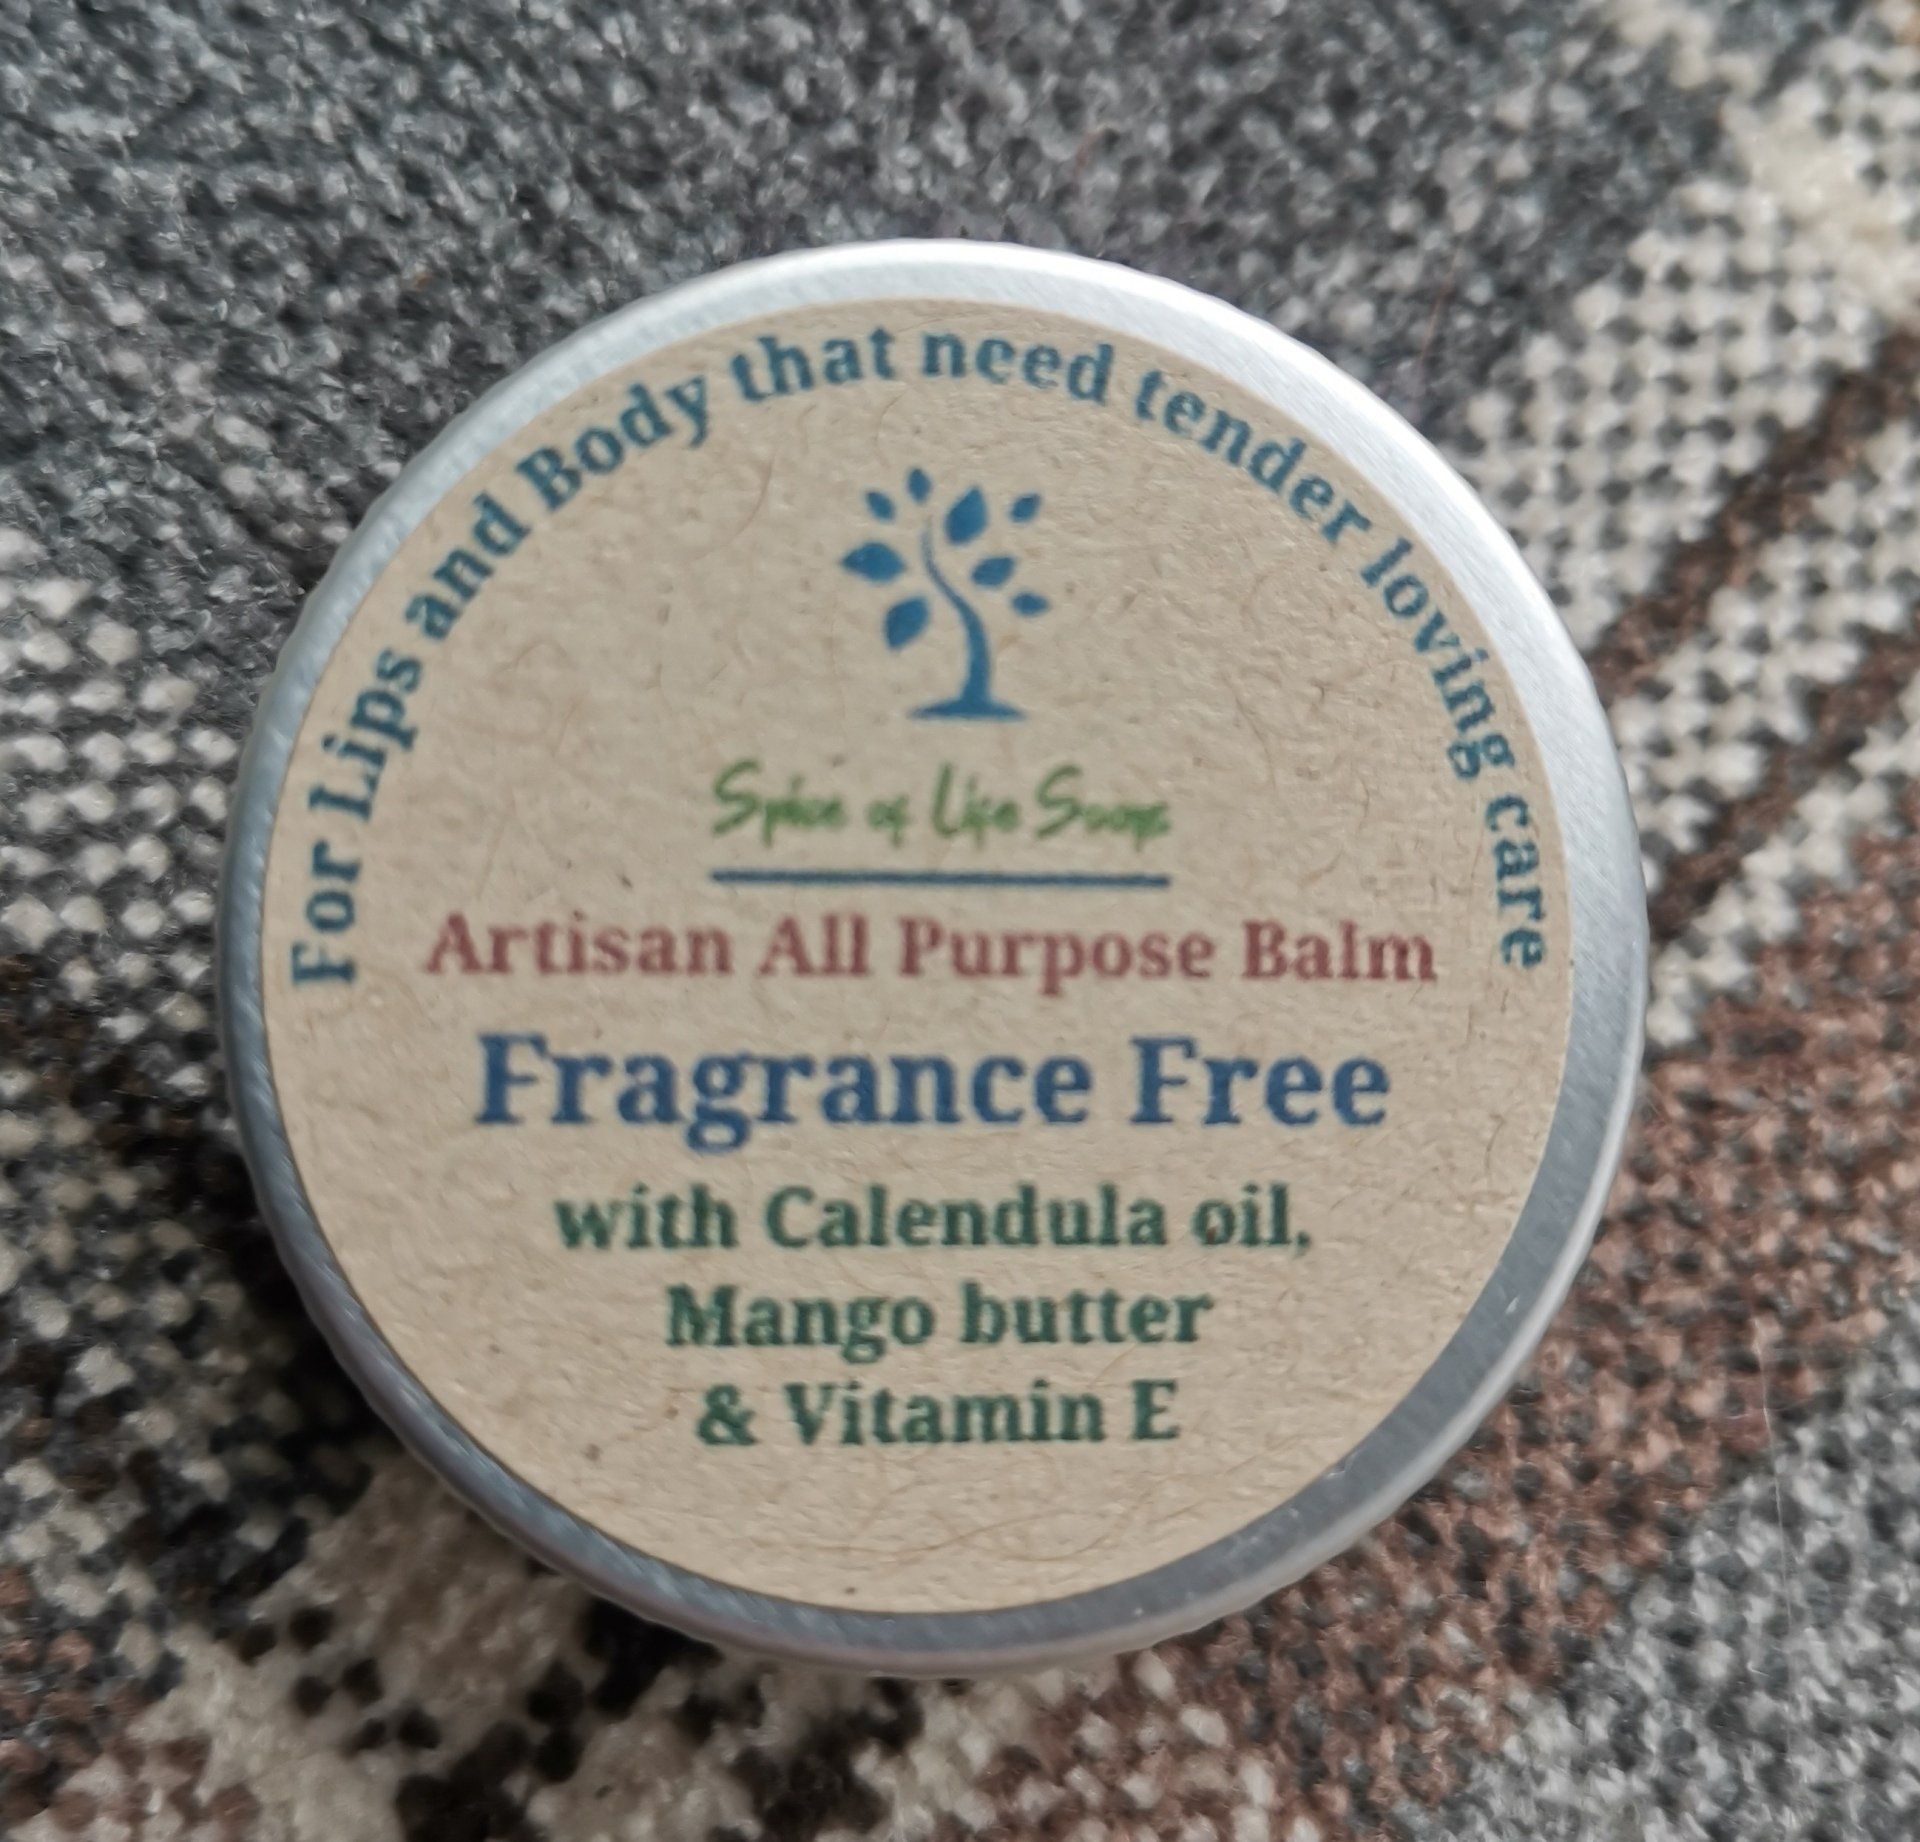 For Lips and Body that need tender loving care
Spice of Life Soaps
Artisan All Purpose Balm
Fragrance Free
with Calendula oil,
Mango butter
& Vitamin E